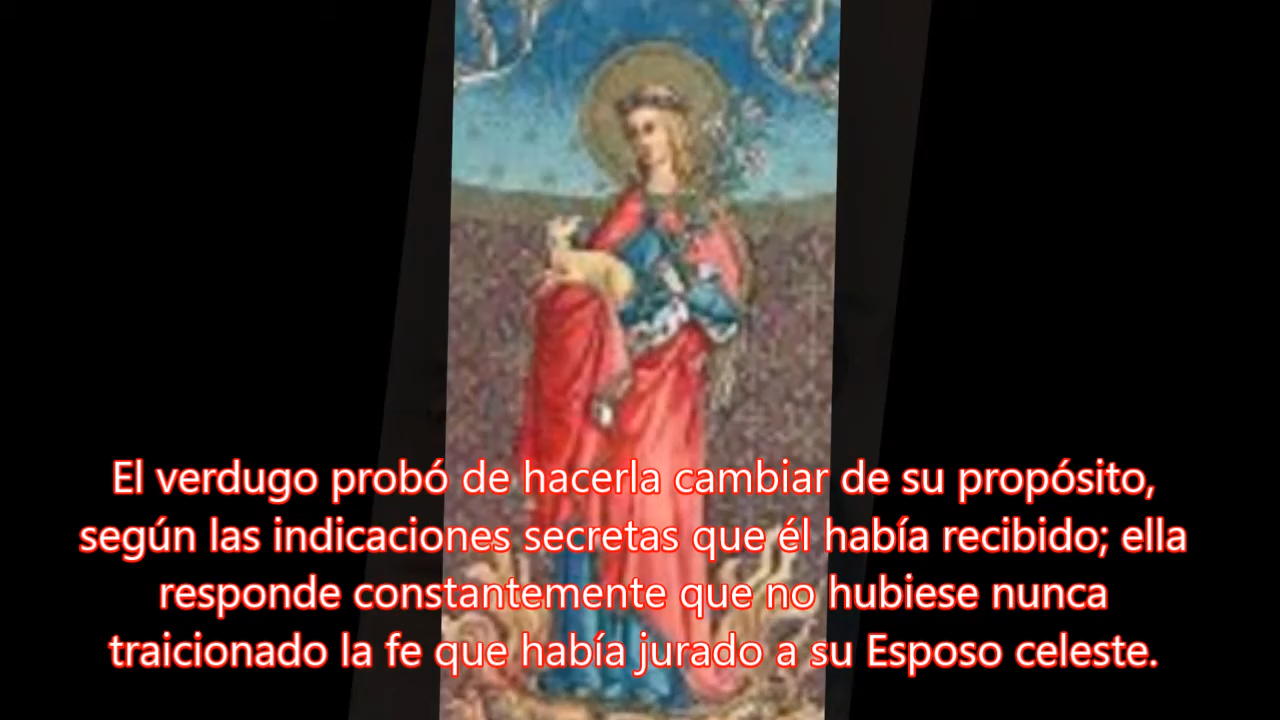 El verdugo probó de hacerla cambiar de su propósito,
según las indicaciones secretas que él había recibido; ella
responde constantemente que no hubiese nunca
traicionado la fe que había jurado a su Esposo celeste.